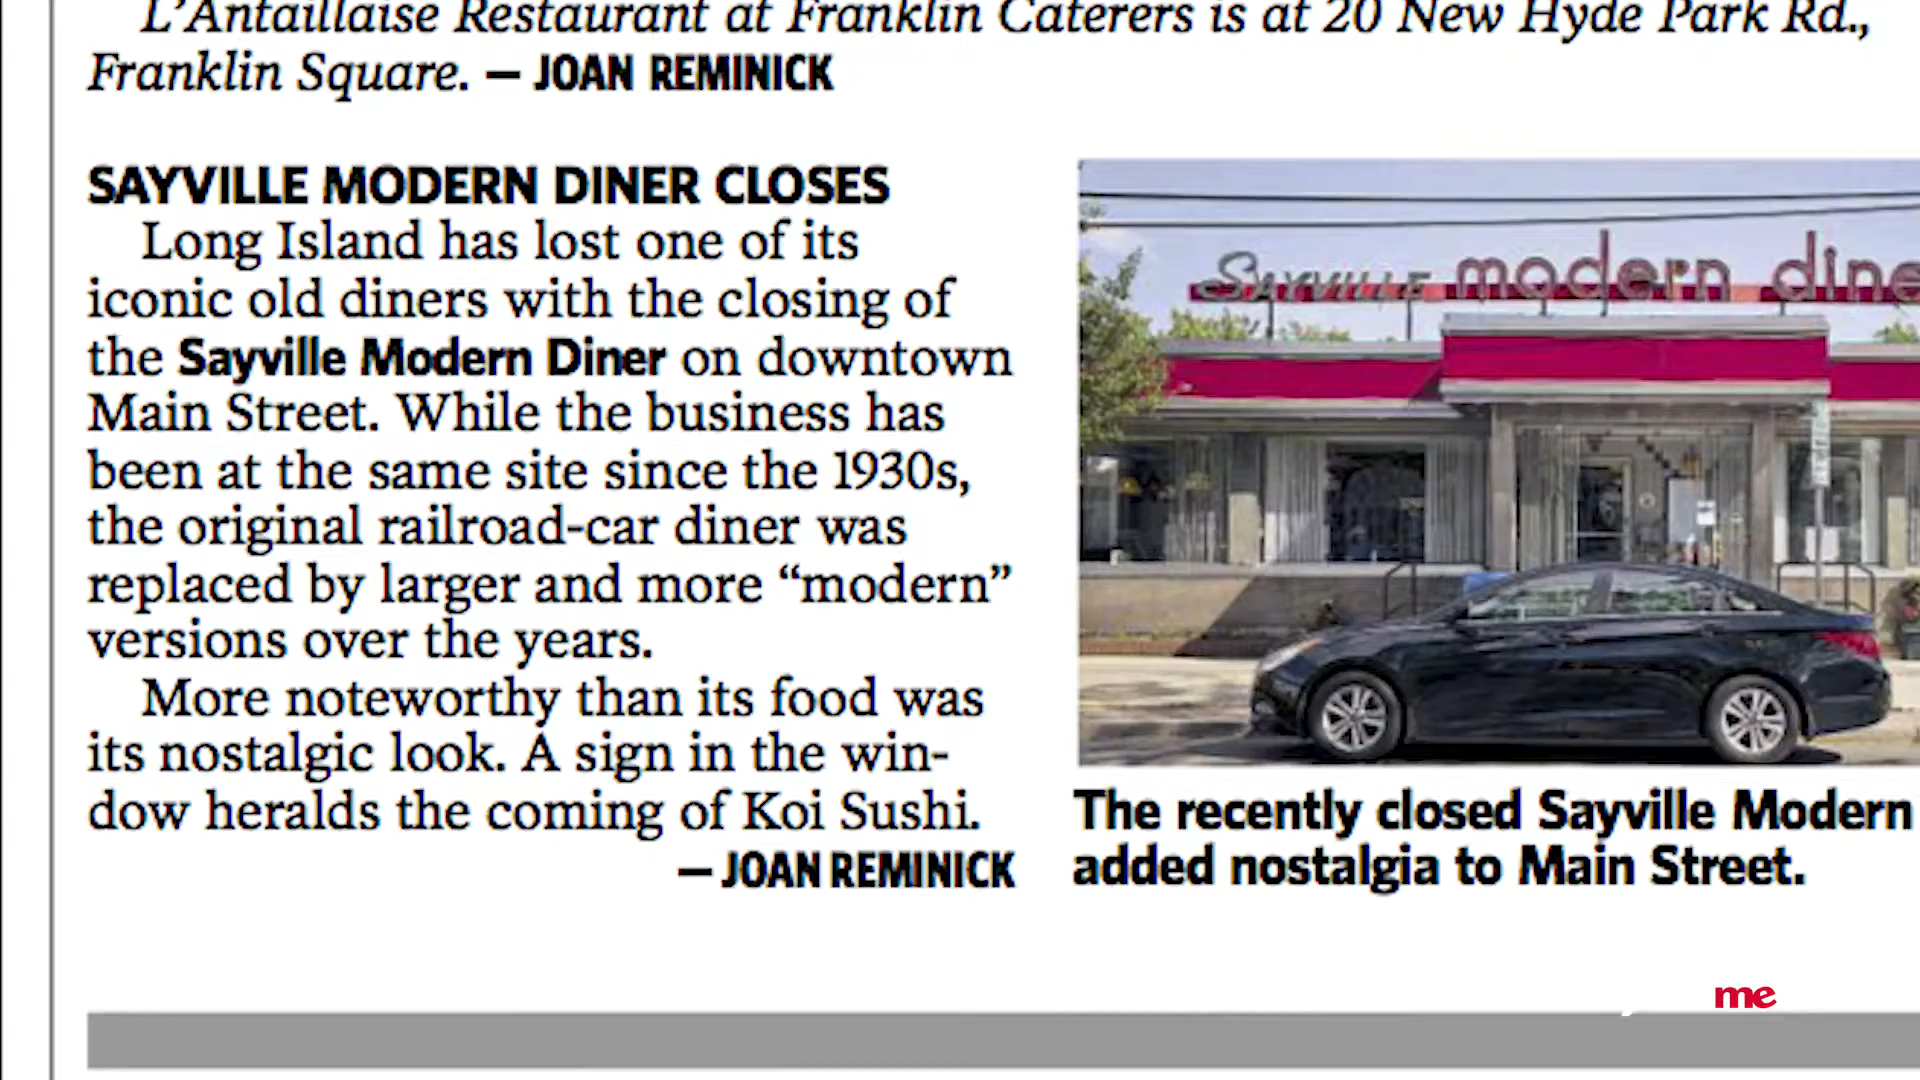 L'Antaillaise Restaurant at Franklin Caterers is at 20 New Hyde Park Rd.,
Franklin Square. — JOAN REMINICK
SAYVILLE MODERN DINER CLOSES
Long Island has lost one of its
iconic old diners with the closing of
the Sayville Modern Diner on downtown
Main Street. While the business has
been at the same site since the 1930s,
the original railroad-car diner was
replaced by larger and more “modern”
versions over the years.
More noteworthy than its food was
its nostalgic look. A sign in the win-
dow heralds the coming of Koi Sushi.
— JOAN REMINICK
SAYVILLE modern dine
The recently closed Sayville Modern
added nostalgia to Main Street.
me